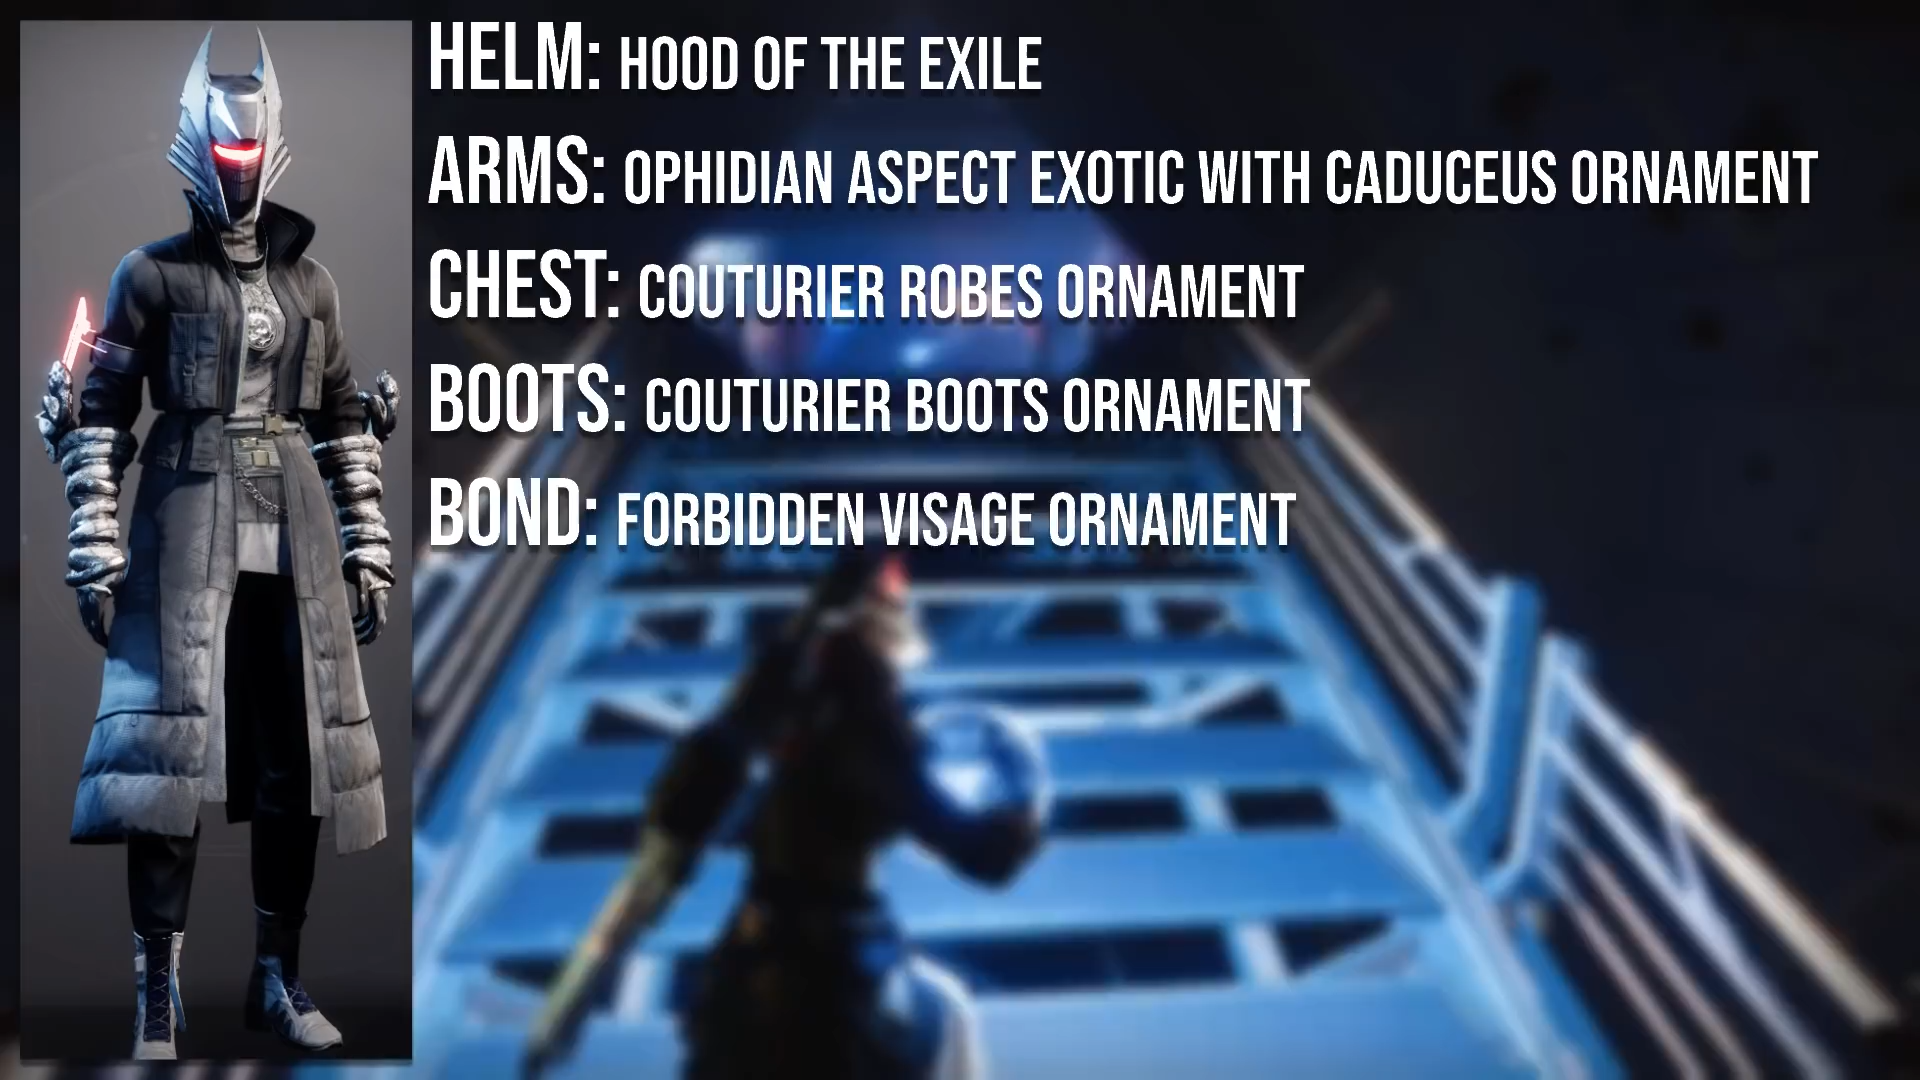 HELM: HOOD OF THE EXILE
ARMS: OPHIDIAN ASPECT EXOTIC WITH CADUCEUS ORNAMENT
CHEST: COUTURIER ROBES ORNAMENT
BOOTS: COUTURIER BOOTS ORNAMENT
BOND: FORBIDDEN VISAGE ORNAMENT